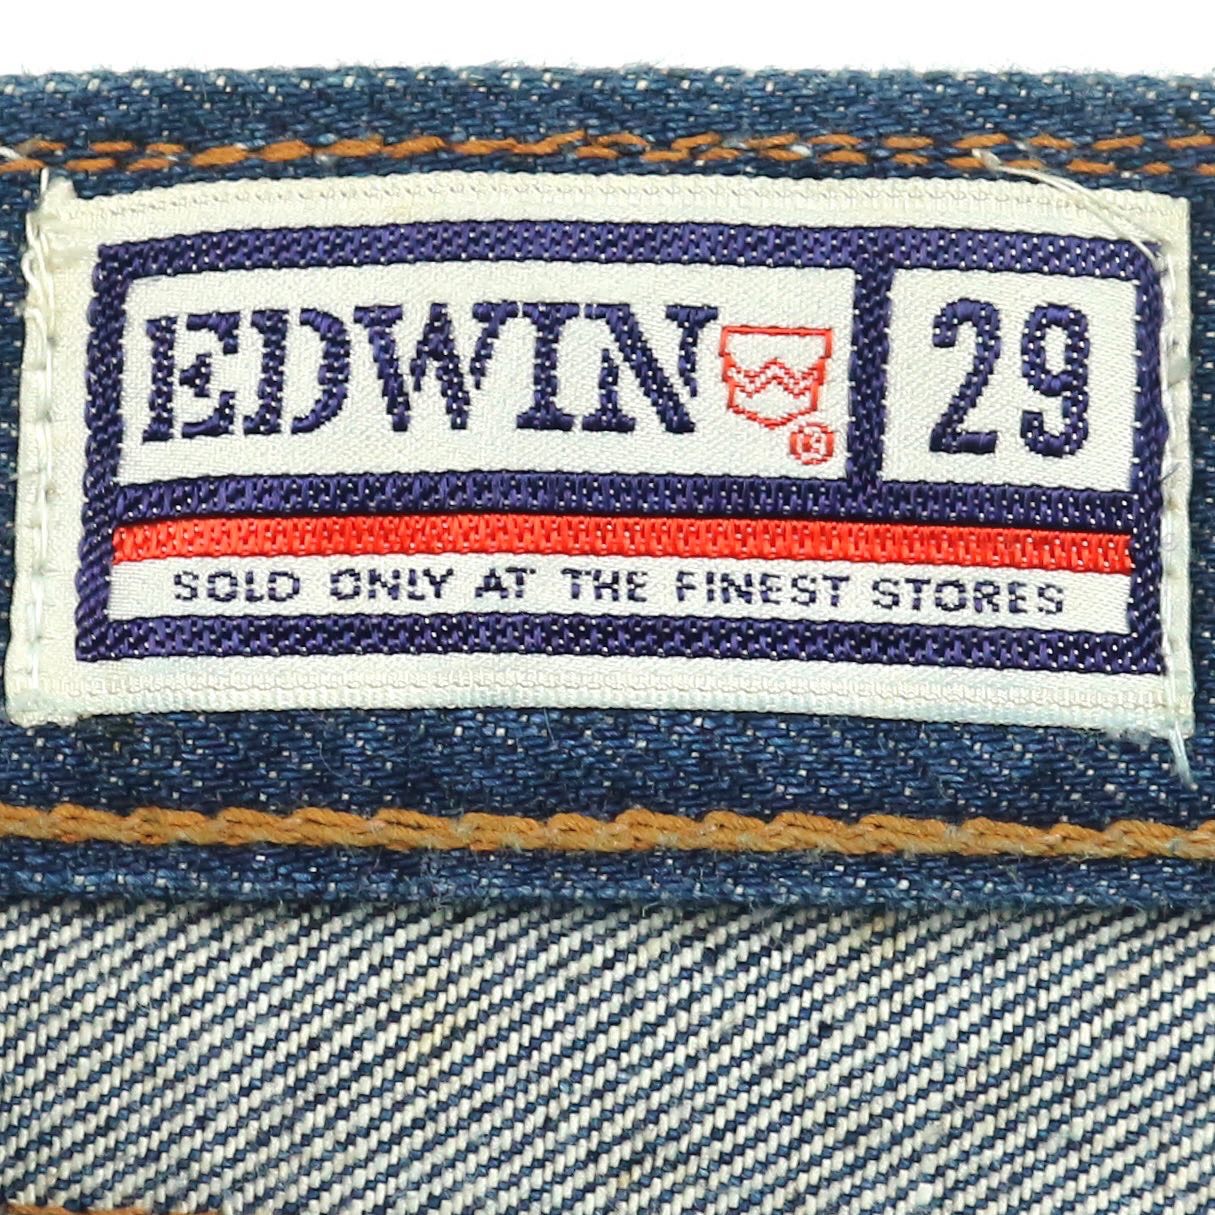 EDWIN ® 29
SOLD ONLY AT THE FINEST STORES